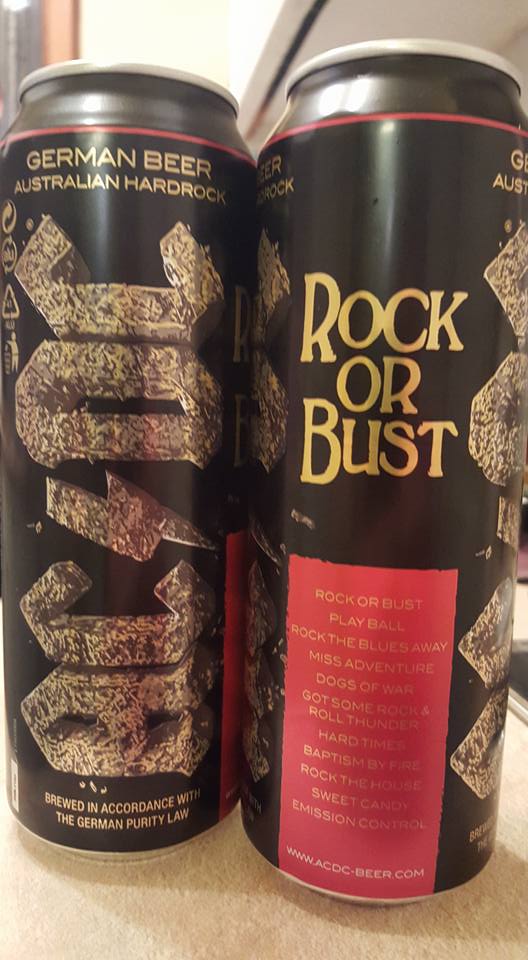 GERMAN BEER
AUSTRALIAN HARDROCK
AC DC
BREWED IN ACCORDANCE WITH
THE GERMAN PURITY LAW
ROCK
OR
BUST
ROCK OR BUST
PLAY BALL
ROCK THE BLUES AWAY
MISS ADVENTURE
DOGS OF WAR
GOT SOME ROCK &
ROLL THUNDER
HARD TIMES
BAPTISM BY FIRE
ROCK THE HOUSE
SWEET CANDY
EMISSION CONTROL
WWW.ACDC-BEER.COM